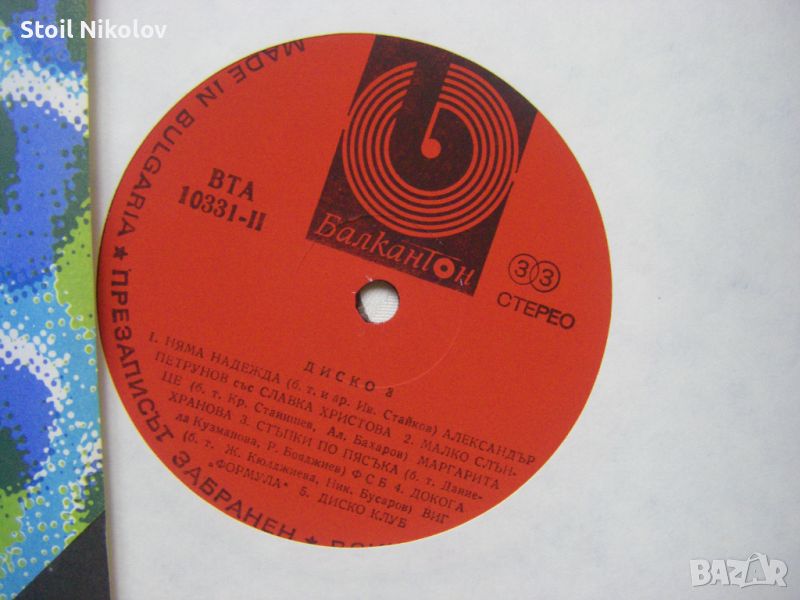 Stoil Nikolov
MADE IN BULGARIA ★ ПРЕЗАПИСЪТ ЗАБРАНЕН ★
ВТА
10331-II
БалканТон
33
СТЕРЕО
ДИСКО а
1. НЯМА НАДЕЖДА (б. т. и ар. Ив. Стайков) АЛЕКСАНДЪР
ПЕТРУНОВ със СЛАВКА ХРИСТОВА 2. МАЛКО СЛЪН-
ЦЕ (б. т. Кр. Станишев, Ал. Бахаров) МАРГАРИТА
ХРАНОВА 3. СТЪПКИ ПО ПЯСЪКА (б. т. Дание-
ла Кузманова, Р. Бояджиев) Ф С Б 4. ДОКОГА
(б. т. Ж. Кюлджиева, Ник. Бусаров) ВИГ
„ФОРМУЛА" 5. ДИСКО КЛУБ
BAZAR